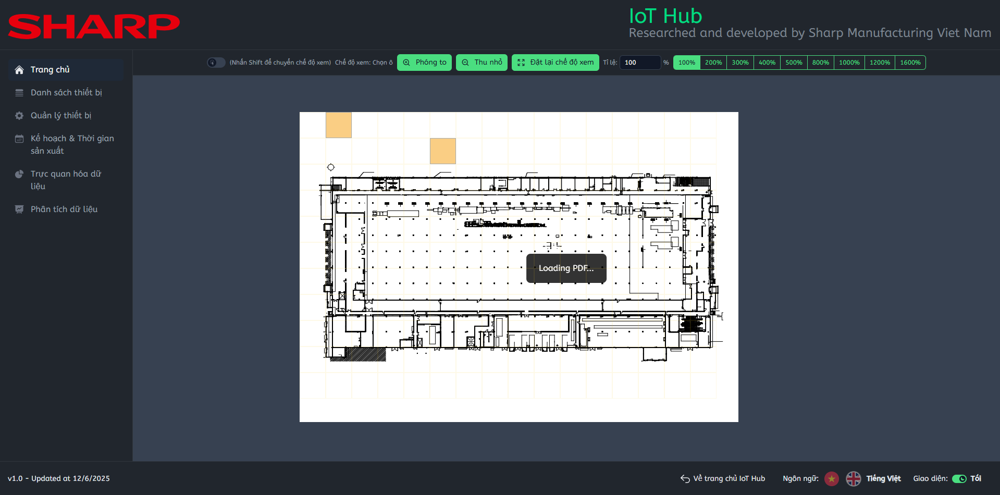 SHARP
IoT Hub
Researched and developed by Sharp Manufacturing Viet Nam
(Nhấn Shift để chuyển chế độ xem) Chế độ xem: Chọn ô Phóng to Thu nhỏ Đặt lại chế độ xem Tỉ lệ: 100 % 100% 200% 300% 400% 500% 800% 1000% 1200% 1600%
Trang chủ
Danh sách thiết bị
Quản lý thiết bị
Kế hoạch & Thời gian
sản xuất
Trực quan hóa dữ
liệu
Phân tích dữ liệu
Loading PDF...
v1.0 - Updated at 12/6/2025
Về trang chủ IoT Hub Ngôn ngữ: Tiếng Việt Giao diện: Tối